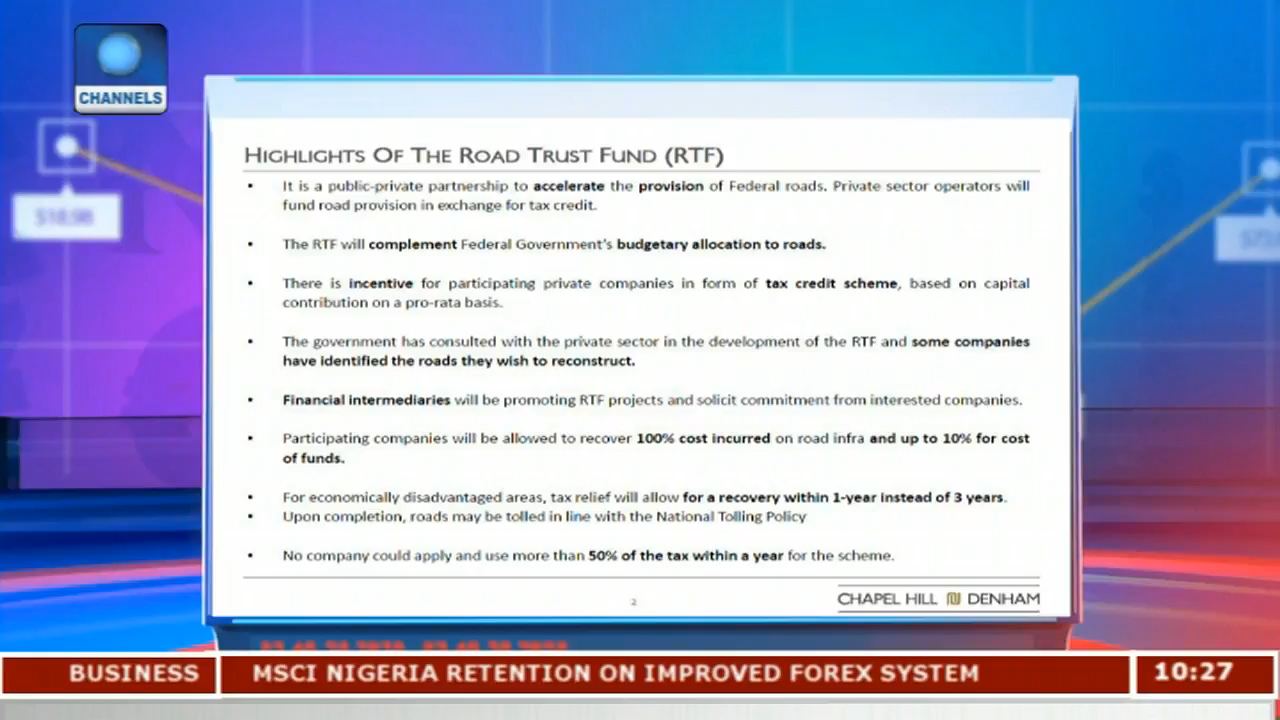 CHANNELS
HIGHLIGHTS OF THE ROAD TRUST FUND (RTF)
• It is a public-private partnership to accelerate the provision of Federal roads. Private sector operators will
fund road provision in exchange for tax credit.
• The RTF will complement Federal Government's budgetary allocation to roads.
• There is incentive for participating private companies in form of tax credit scheme, based on capital
contribution on a pro-rata basis.
• The government has consulted with the private sector in the development of the RTF and some companies
have identified the roads they wish to reconstruct.
• Financial intermediaries will be promoting RTF projects and solicit commitment from interested companies.
• Participating companies will be allowed to recover 100% cost incurred on road infra and up to 10% for cost
of funds.
• For economically disadvantaged areas, tax relief will allow for a recovery within 1-year instead of 3 years.
• Upon completion, roads may be tolled in line with the National Tolling Policy
• No company could apply and use more than 50% of the tax within a year for the scheme.
2
CHAPEL HILL DENHAM
BUSINESS
MSCI NIGERIA RETENTION ON IMPROVED FOREX SYSTEM
10:27